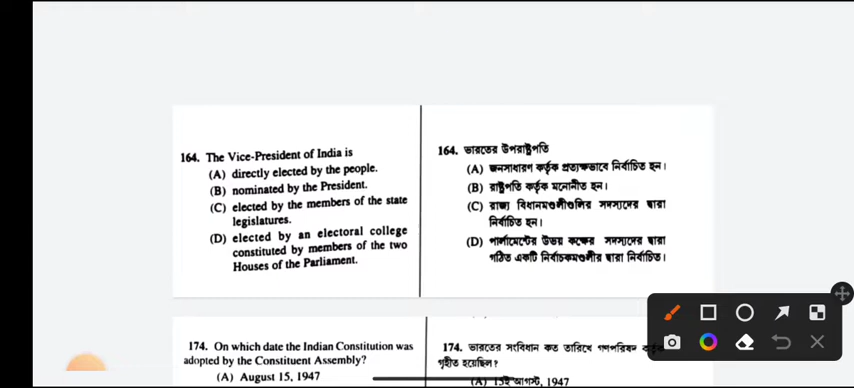 164. The Vice-President of India is
(A) directly elected by the people.
(B) nominated by the President.
(C) elected by the members of the state
legislatures.
(D) elected by an electoral college
constituted by members of the two
Houses of the Parliament.
164. ভারতের উপরাষ্ট্রপতি
(A) জনসাধারণ কর্তৃক প্রত্যক্ষভাবে নির্বাচিত হন।
(B) রাষ্ট্রপতি কর্তৃক মনোনীত হন।
(C) রাজ্য বিধানমণ্ডলীগুলির সদস্যদের দ্বারা
নির্বাচিত হন।
(D) পার্লামেন্টের উভয় কক্ষের সদস্যদের দ্বারা
গঠিত একটি নির্বাচকমণ্ডলীর দ্বারা নির্বাচিত।
174. On which date the Indian Constitution was
adopted by the Constituent Assembly?
(A) August 15, 1947
174. ভারতের সংবিধান কত তারিখে গণপরিষদ
গৃহীত হয়েছিল?
(A) 15ই আগস্ট, 1947